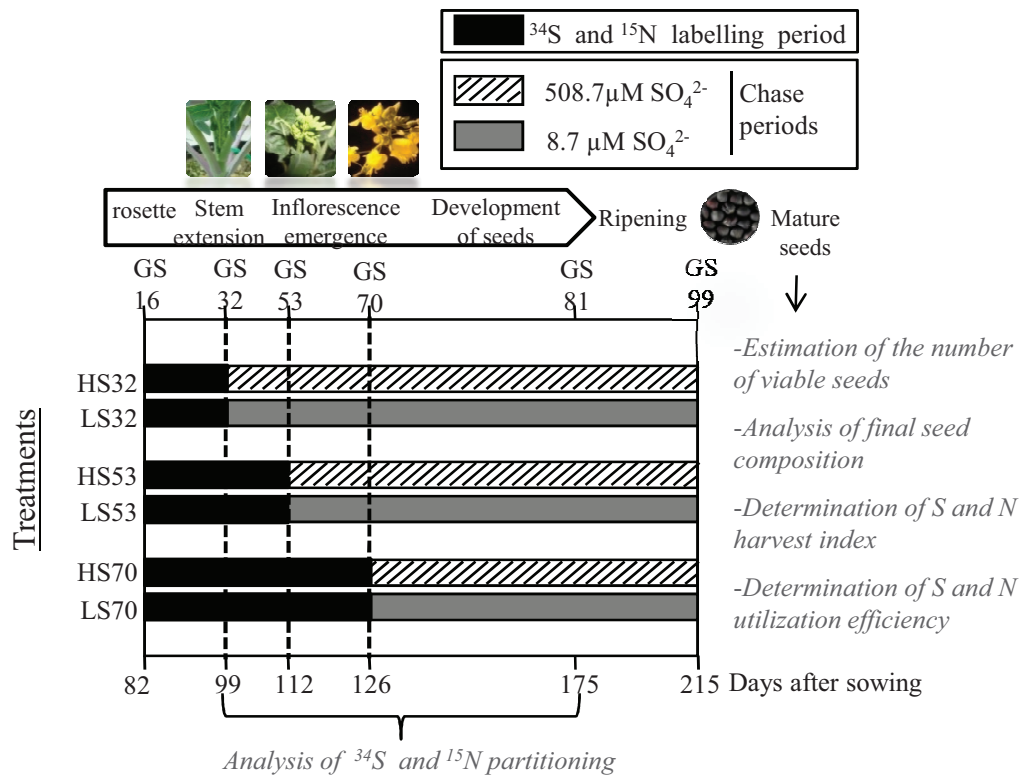 ³⁴S and ¹⁵N labelling period
508.7µM SO₄²⁻
8.7 µM SO₄²⁻
Chase
periods
rosette
Stem
extension
Inflorescence
emergence
Development
of seeds
Ripening
Mature
seeds
GS
16
GS
32
GS
53
GS
70
GS
81
GS
99
Treatments
HS32
LS32
HS53
LS53
HS70
LS70
-Estimation of the number
of viable seeds
-Analysis of final seed
composition
-Determination of S and N
harvest index
-Determination of S and N
utilization efficiency
82 99 112 126 175 215 Days after sowing
Analysis of ³⁴S and ¹⁵N partitioning